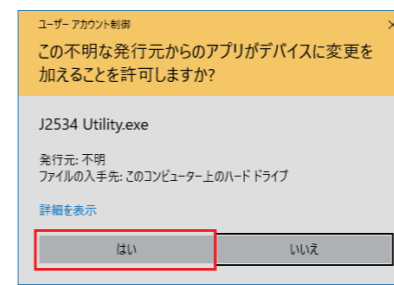 ユーザー アカウント制御
×
この不明な発行元からのアプリがデバイスに変更を
加えることを許可しますか?
J2534 Utility.exe
発行元: 不明
ファイルの入手先: このコンピューター上のハード ドライブ
詳細を表示
はい
いいえ